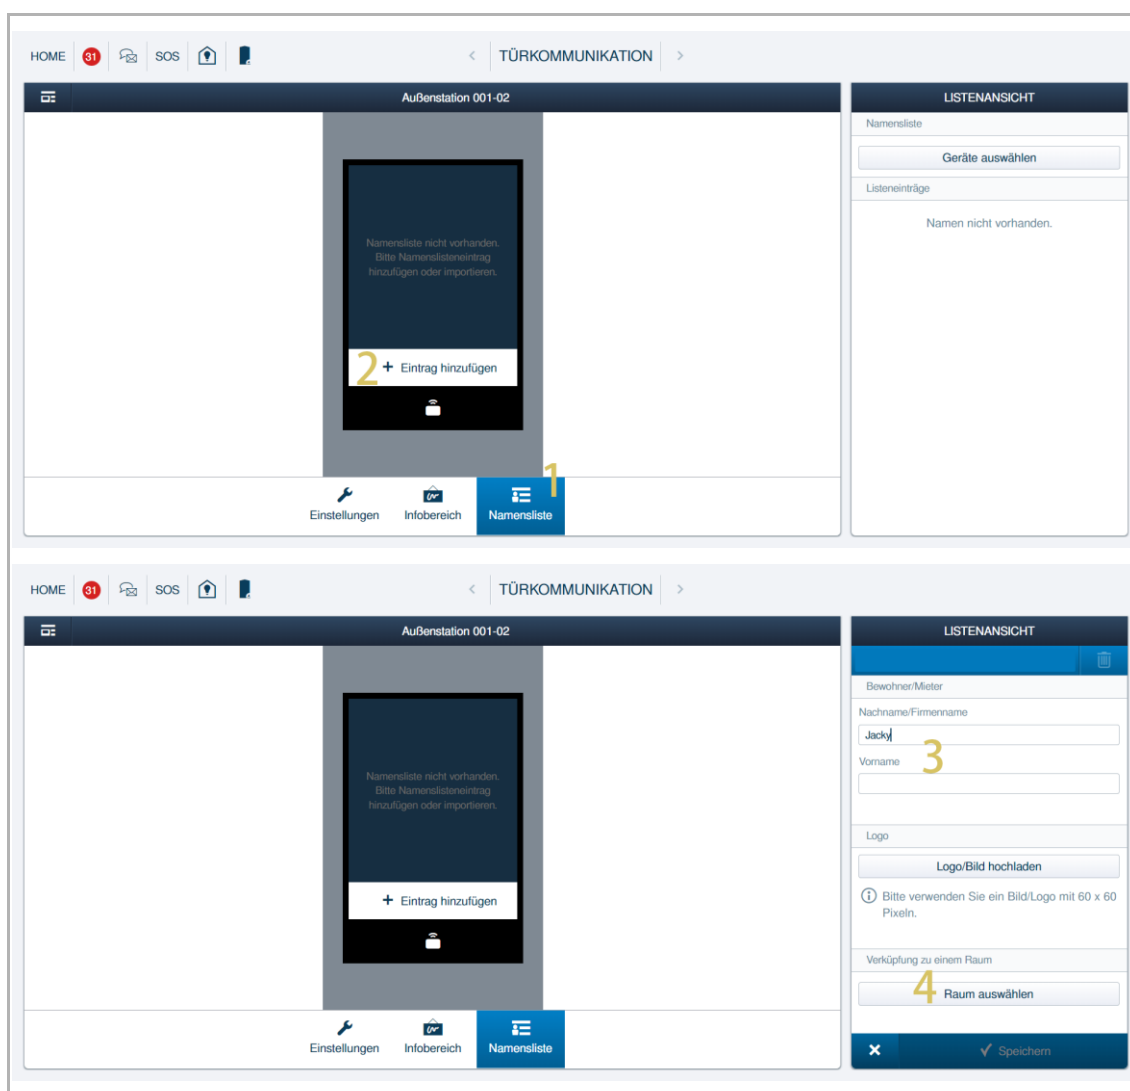 HOME 31 SOS < TÜRKOMMUNIKATION >
Außenstation 001-02
LISTENANSICHT
Namensliste
Geräte auswählen
Listeneinträge
Namen nicht vorhanden.
Namensliste nicht vorhanden.
Bitte Namenslisteneintrag
hinzufügen oder importieren.
2 + Eintrag hinzufügen
1
Einstellungen Infobereich Namensliste
HOME 31 SOS < TÜRKOMMUNIKATION >
Außenstation 001-02
LISTENANSICHT
Bewohner/Mieter
Nachname/Firmenname
Jacky
3
Vorname
Namensliste nicht vorhanden.
Bitte Namenslisteneintrag
hinzufügen oder importieren.
+ Eintrag hinzufügen
Logo
Logo/Bild hochladen
Bitte verwenden Sie ein Bild/Logo mit 60 x 60
Pixeln.
Verküpfung zu einem Raum
4
Raum auswählen
Einstellungen Infobereich Namensliste
Speichern